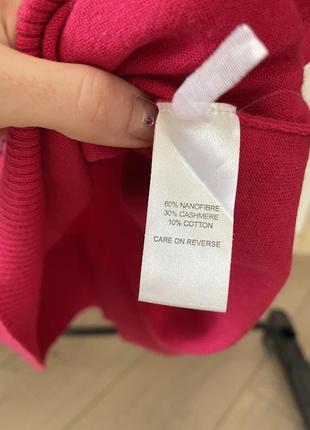 60% NANOFIBRE
30% CASHMERE
10% COTTON
CARE ON REVERSE